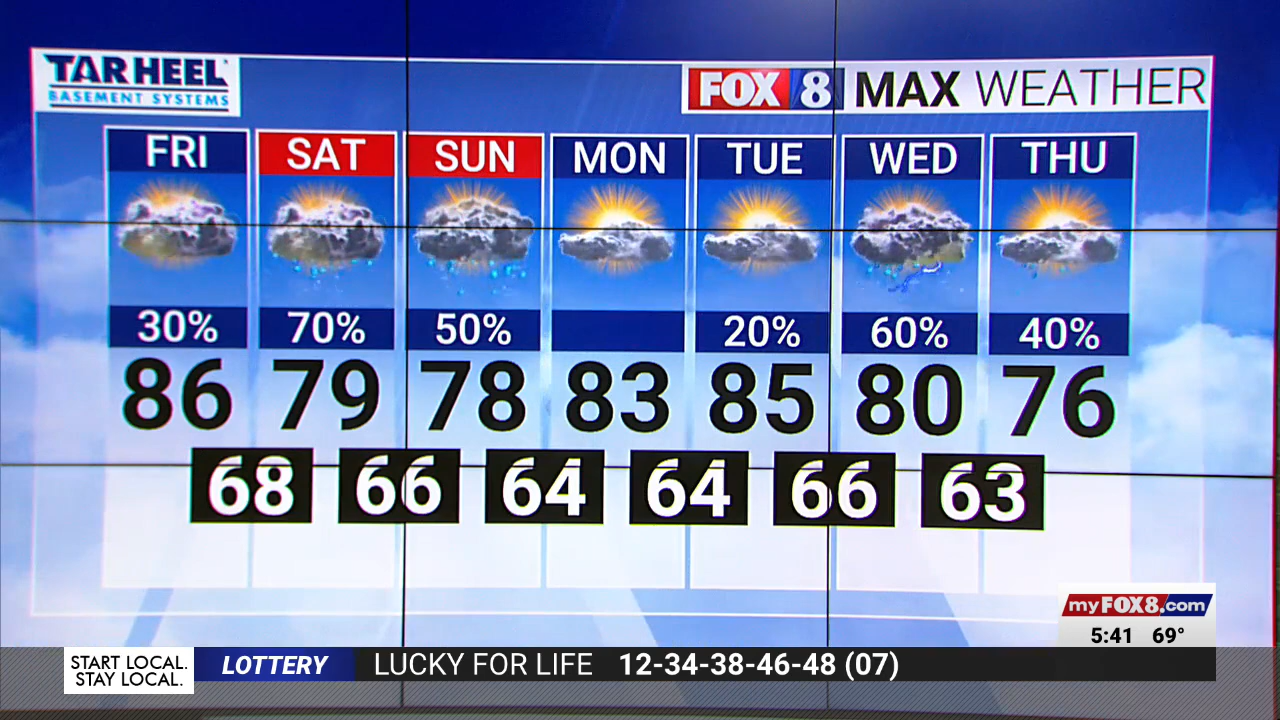 TAR HEEL
BASEMENT SYSTEMS
FOX 8 MAX WEATHER
FRI SAT SUN MON TUE WED THU
30% 70% 50% 20% 60% 40%
86 79 78 83 85 80 76
68 66 64 64 66 63
myFOX8.com
5:41 69°
START LOCAL.
STAY LOCAL.
LOTTERY LUCKY FOR LIFE 12-34-38-46-48 (07)